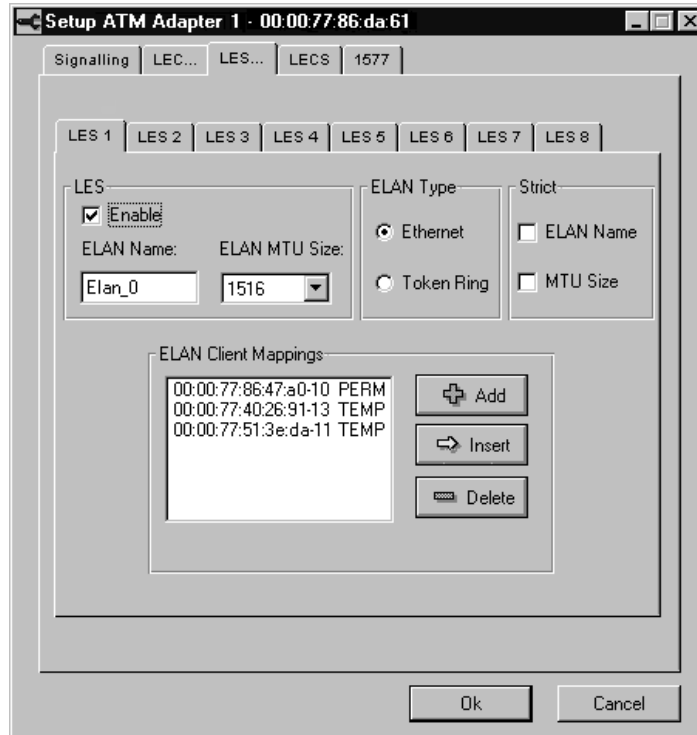 Setup ATM Adapter 1 - 00:00:77:86:da:61
Signalling LEC... LES... LECS 1577
LES 1 LES 2 LES 3 LES 4 LES 5 LES 6 LES 7 LES 8
LES ELAN Type Strict
Enable
Ethernet ELAN Name
ELAN Name: ELAN MTU Size:
Elan_0 1516 Token Ring MTU Size
ELAN Client Mappings
00:00:77:86:47:a0-10 PERM
00:00:77:40:26:91-13 TEMP
00:00:77:51:3e:da-11 TEMP
Add
Insert
Delete
Ok Cancel